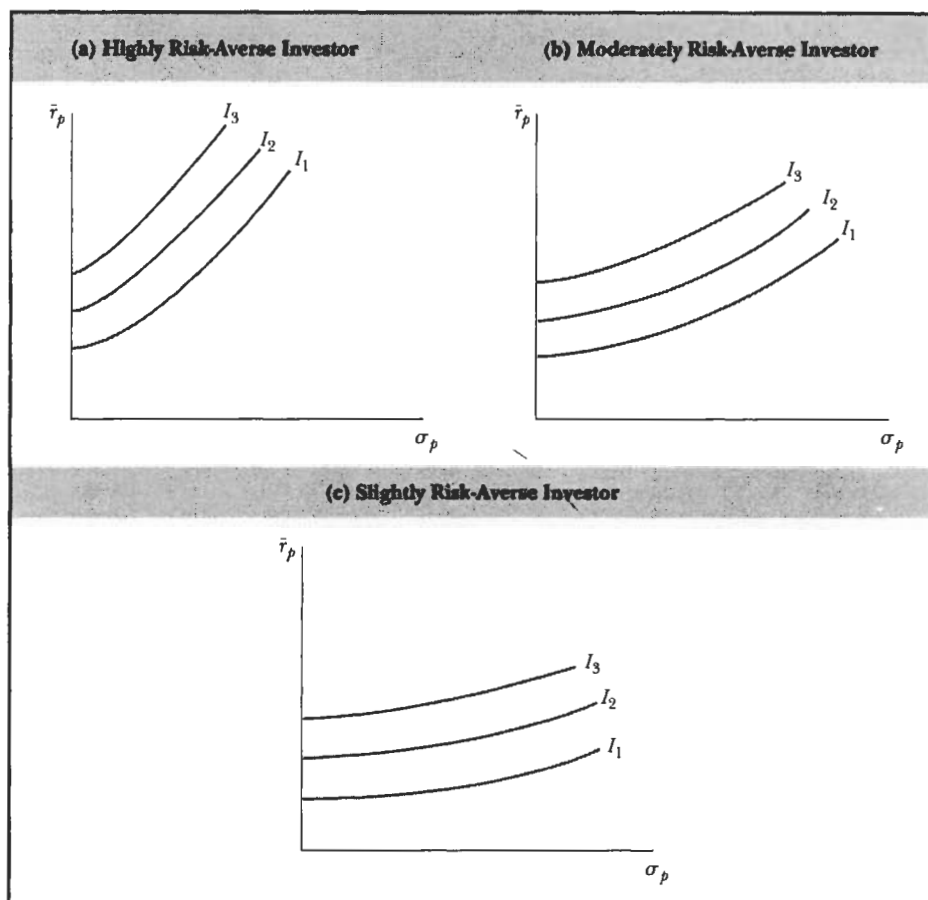 (a) Highly Risk-Averse Investor
(b) Moderately Risk-Averse Investor
r̄p
I3
I2
I1
σp
r̄p
I3
I2
I1
σp
(c) Slightly Risk-Averse Investor
r̄p
I3
I2
I1
σp